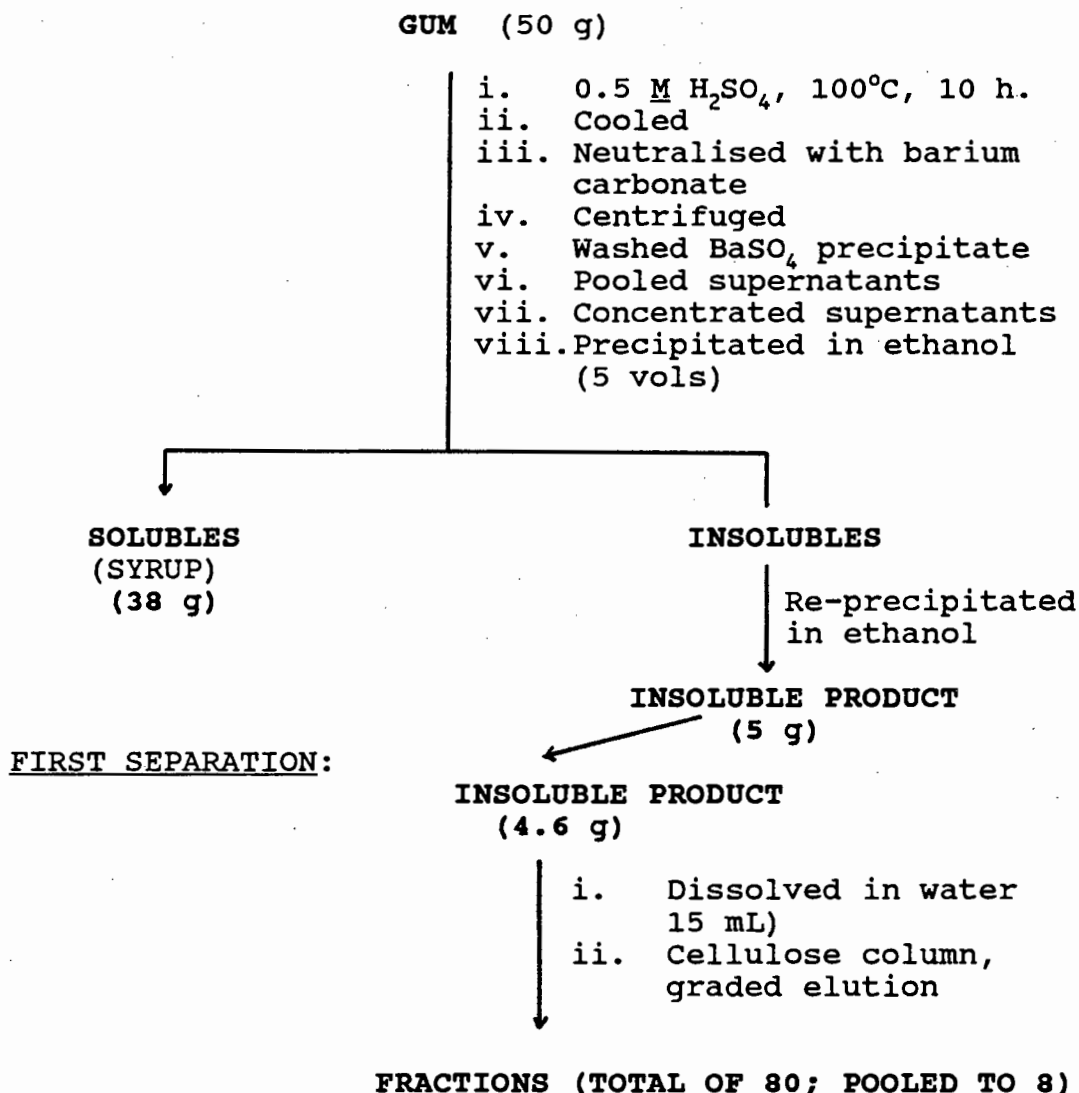 GUM (50 g)
i. 0.5 M H₂SO₄, 100°C, 10 h.
ii. Cooled
iii. Neutralised with barium
carbonate
iv. Centrifuged
v. Washed BaSO₄ precipitate
vi. Pooled supernatants
vii. Concentrated supernatants
viii. Precipitated in ethanol
(5 vols)
SOLUBLES
(SYRUP)
(38 g)
INSOLUBLES
Re-precipitated
in ethanol
INSOLUBLE PRODUCT
(5 g)
FIRST SEPARATION:
INSOLUBLE PRODUCT
(4.6 g)
i. Dissolved in water
15 mL)
ii. Cellulose column,
graded elution
FRACTIONS (TOTAL OF 80; POOLED TO 8)